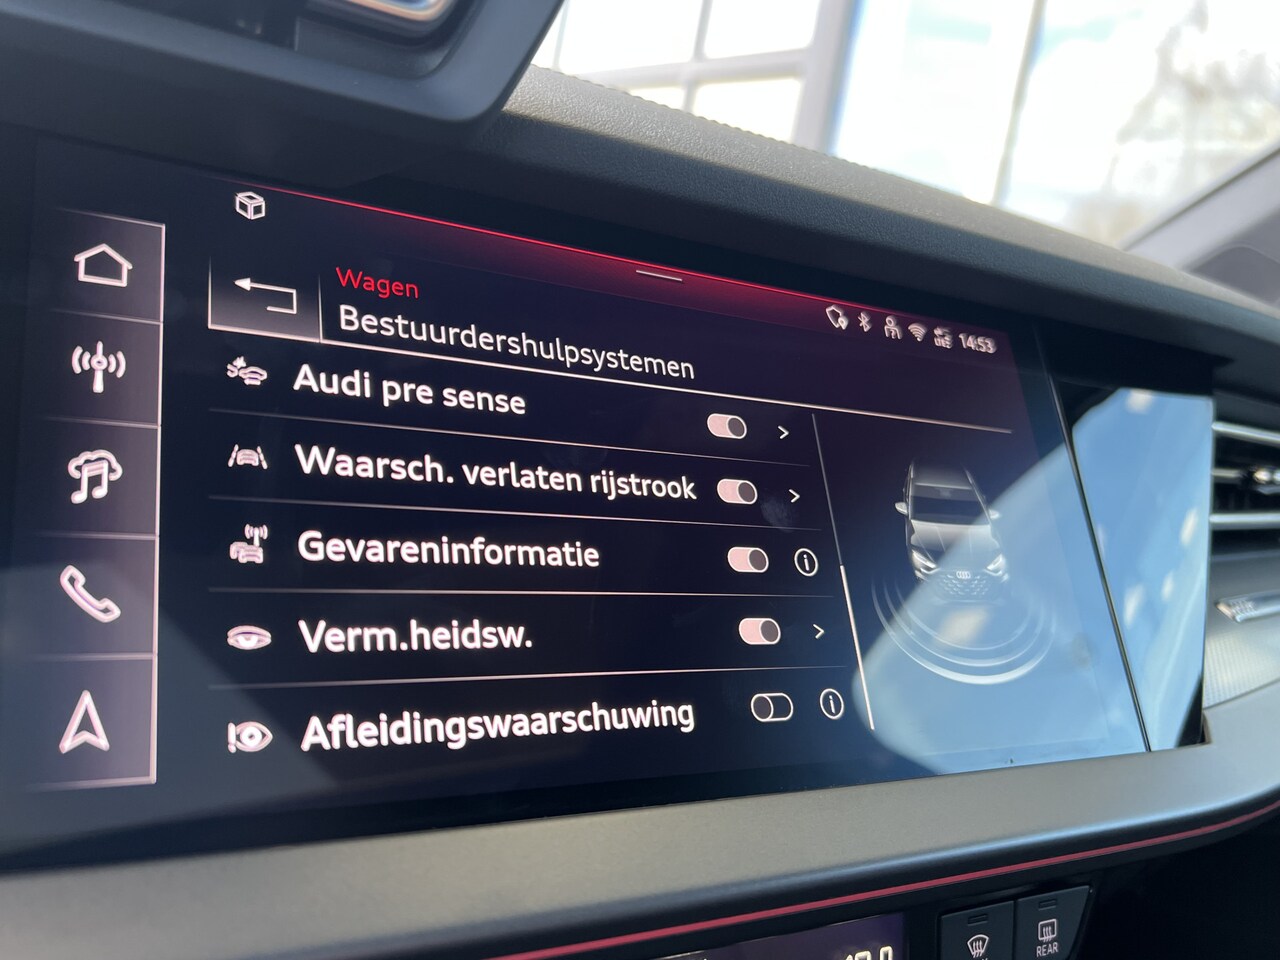 Wagen
Bestuurdershulpsystemen
14:53
Audi pre sense
Waarsch. verlaten rijstrook
Gevareninformatie
Verm.heidsw.
Afleidingswaarschuwing
REAR